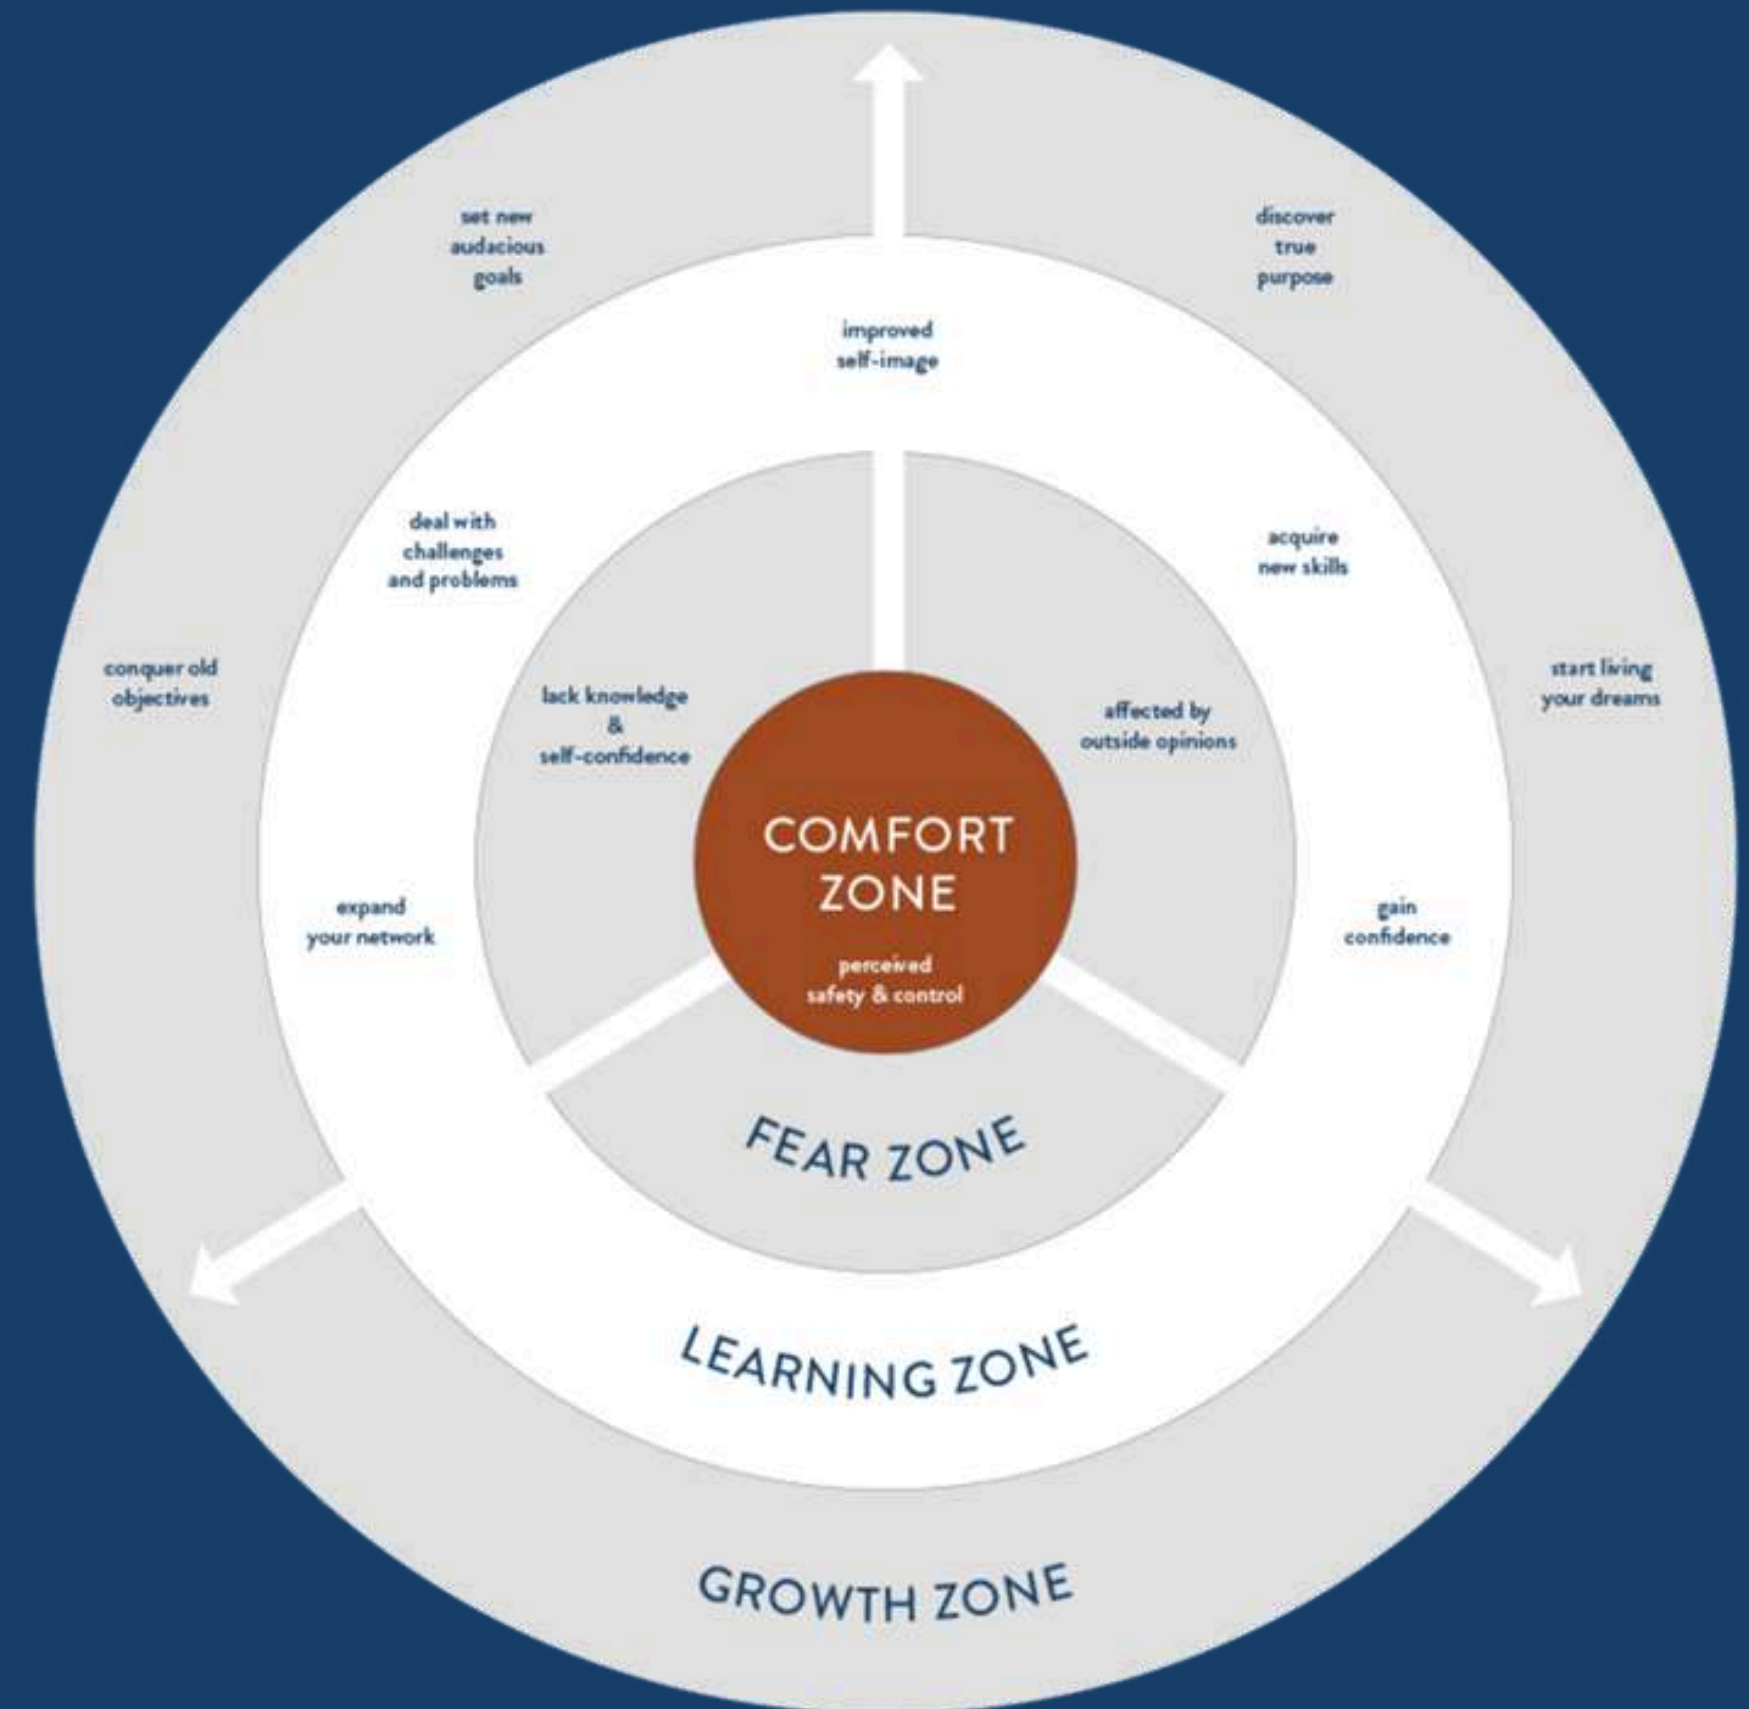 set new
audacious
goals
discover
true
purpose
improved
self-image
deal with
challenges
and problems
acquire
new skills
conquer old
objectives
lack knowledge
&
self-confidence
affected by
outside opinions
start living
your dreams
COMFORT
ZONE
perceived
safety & control
expand
your network
gain
confidence
FEAR ZONE
LEARNING ZONE
GROWTH ZONE